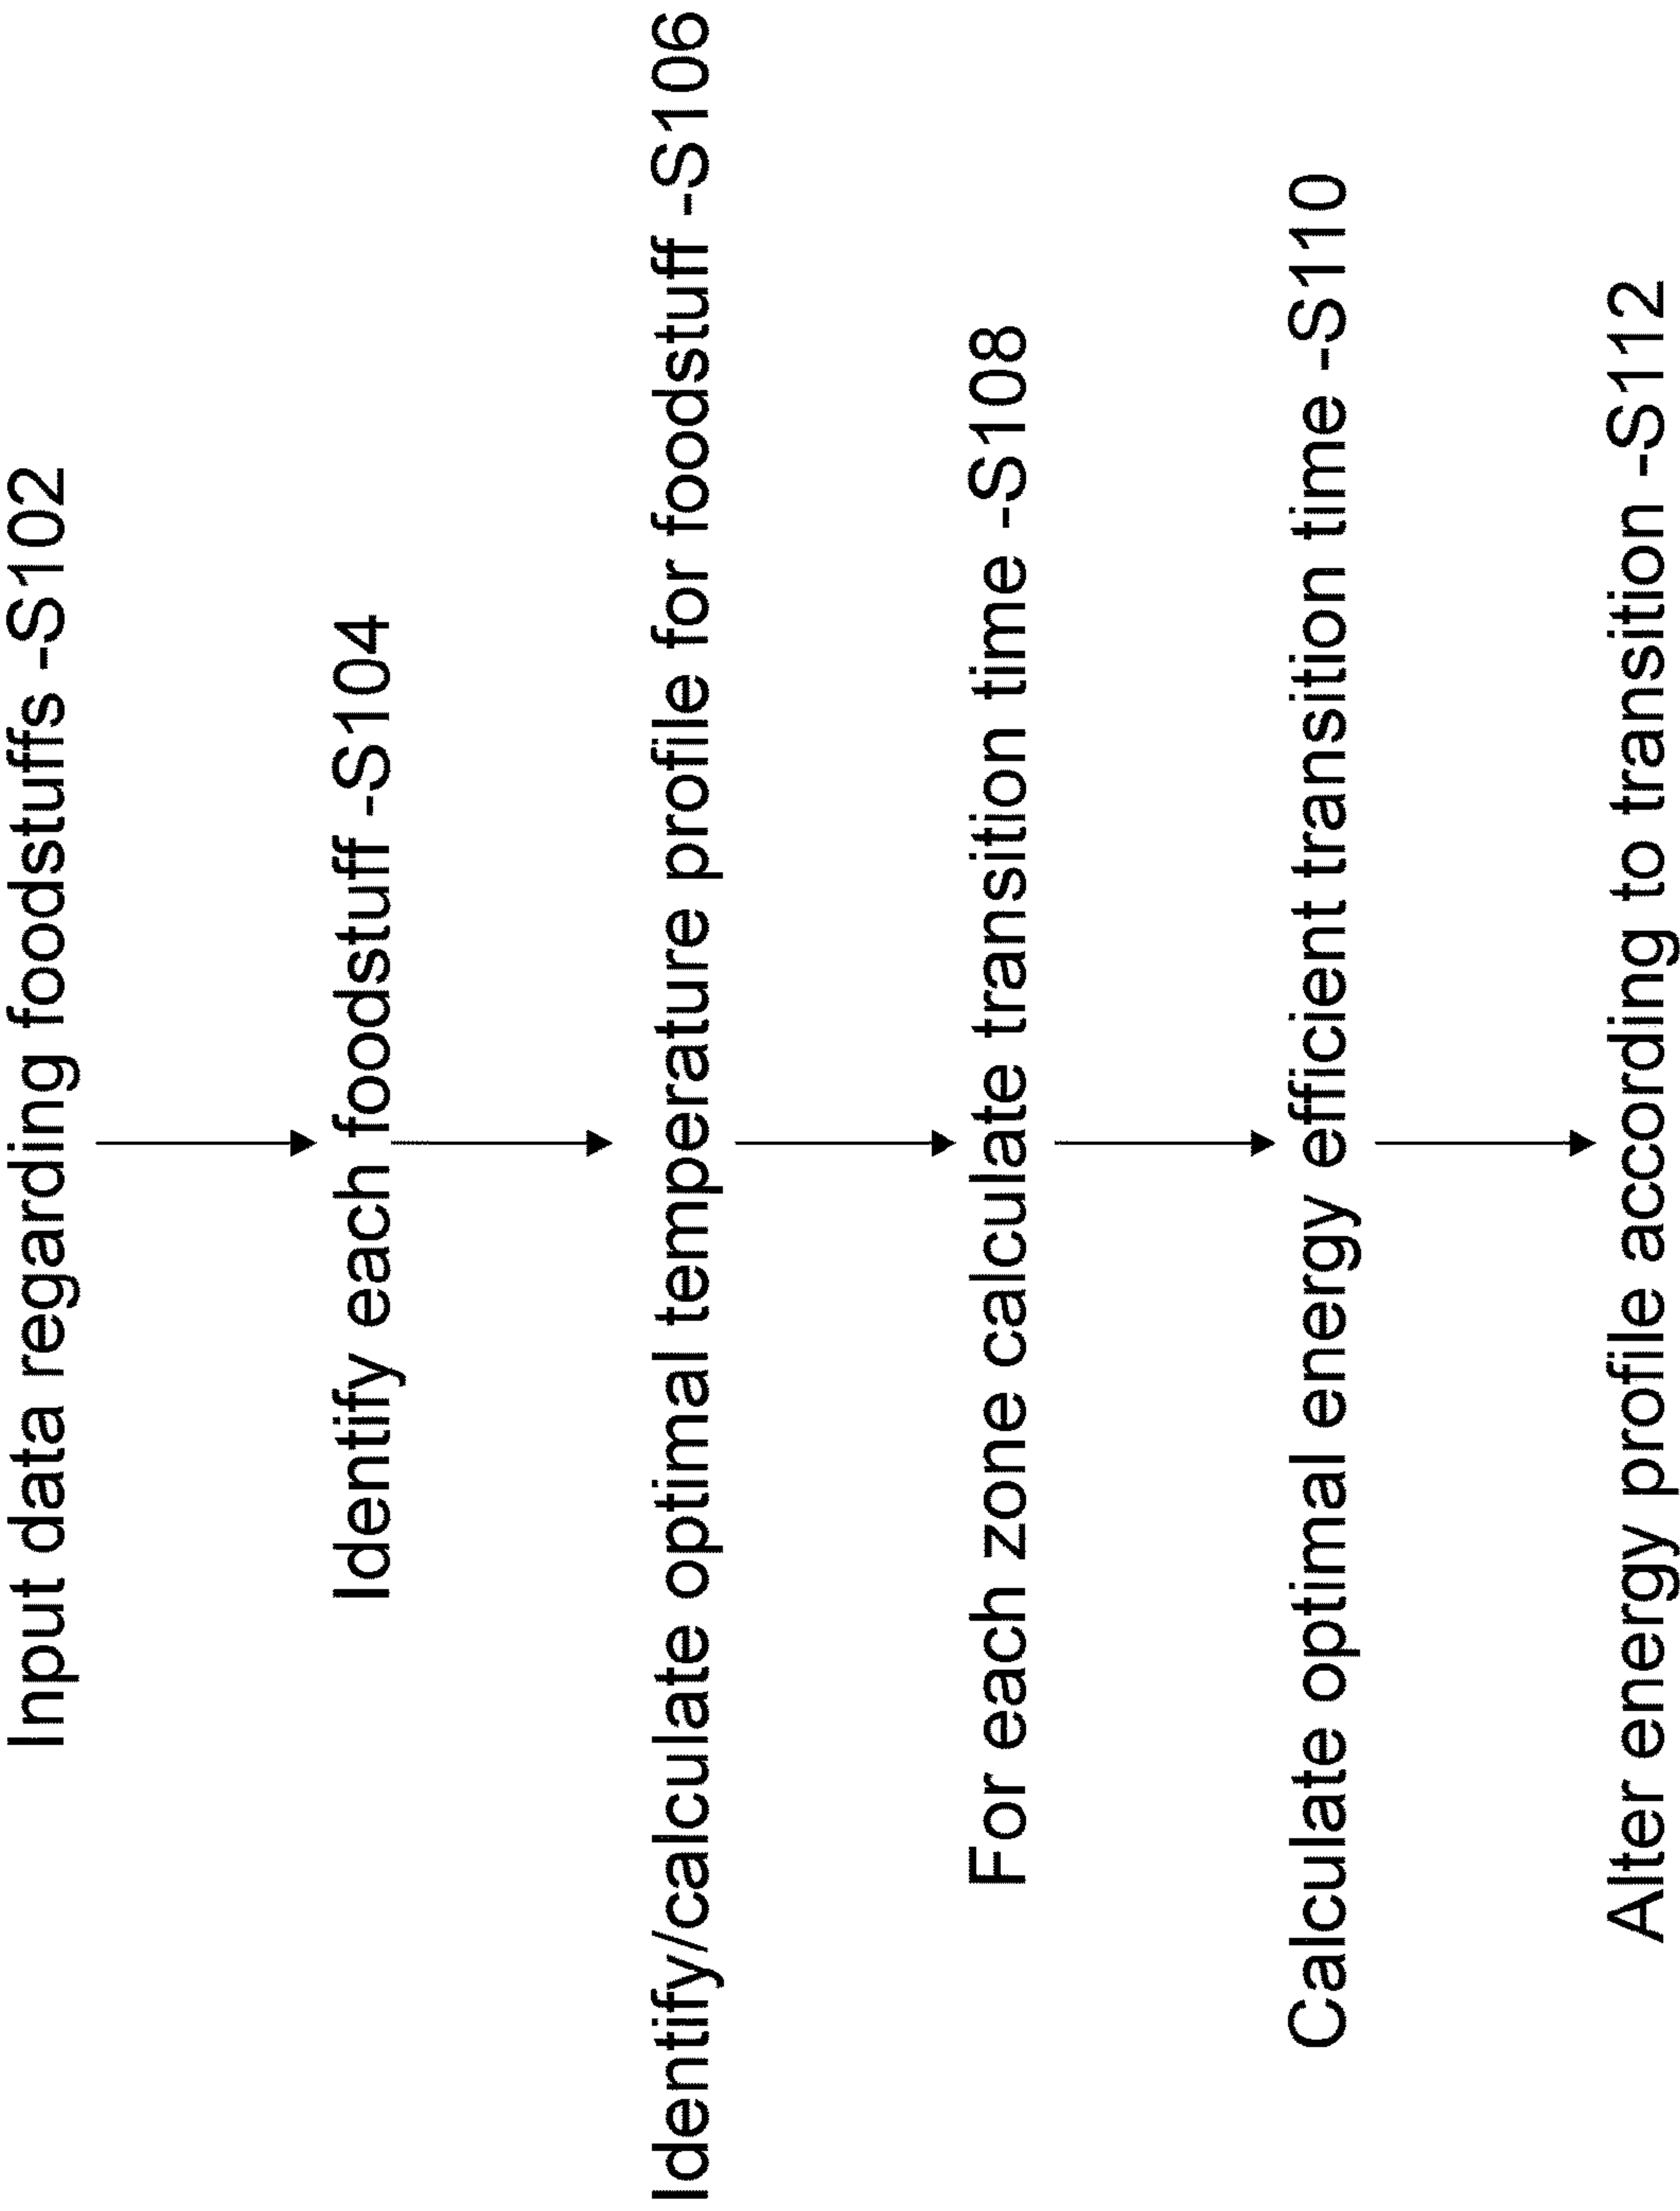 Input data regarding foodstuffs -S102
Identify each foodstuff -S104
Identify/calculate optimal temperature profile for foodstuff -S106
For each zone calculate transition time -S108
Calculate optimal energy efficient transition time -S110
Alter energy profile according to transition -S112